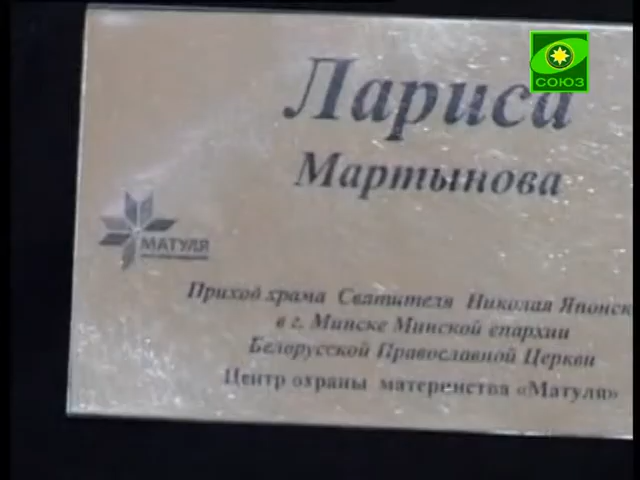 СОЮЗ
Лариса
Мартынова
МАТУЛЯ
Приход храма Святителя Николая Японск
в г. Минске Минской епархии
Белорусской Православной Церкви
Центр охраны материнства «Матуля»